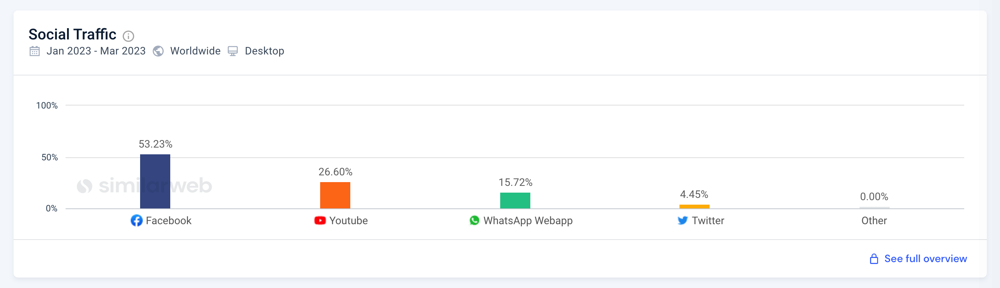 Social Traffic
Jan 2023 - Mar 2023 Worldwide Desktop
100%
50%
0%
53.23%
26.60%
15.72%
4.45%
0.00%
similarweb
Facebook
Youtube
WhatsApp Webapp
Twitter
Other
See full overview